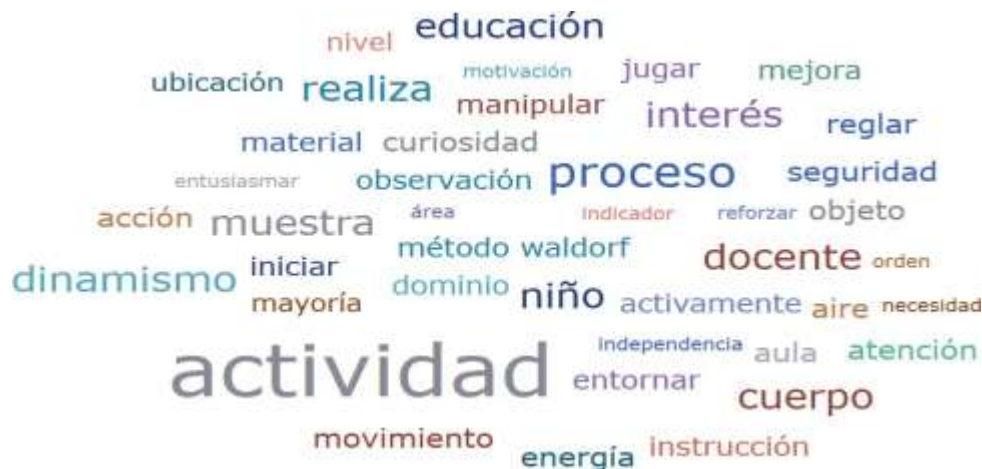 nivel educación
ubicación realiza motivación jugar mejora
manipular interés reglar
material curiosidad
entusiasmar observación proceso seguridad
acción muestra área indicador reforzar objeto
método waldorf docente orden
dinamismo iniciar
mayoría dominio niño activamente aire necesidad
actividad independencia aula atención
entornar cuerpo
movimiento energía instrucción